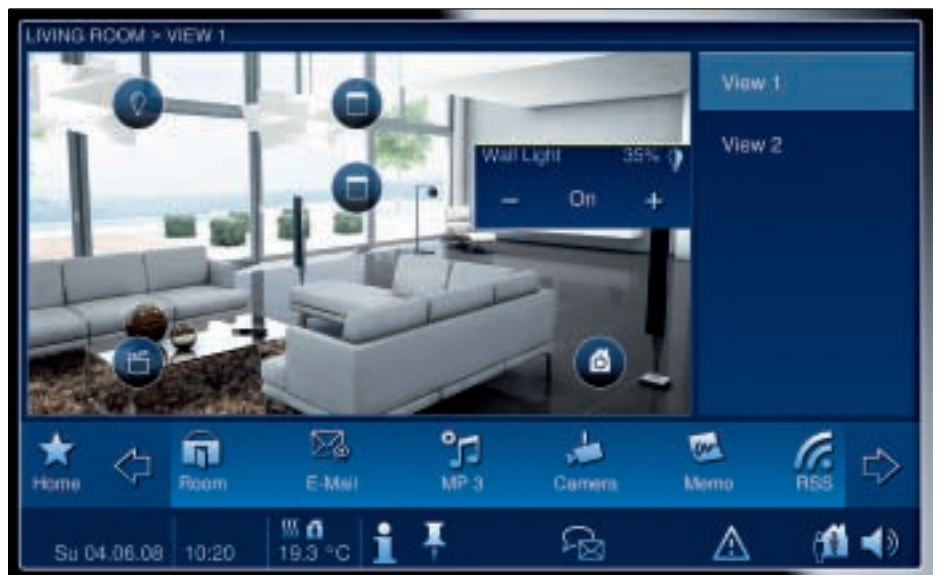 LIVING ROOM > VIEW 1
View 1
Wall Light 35%
View 2
– On +
Home
Room
E-Mail
MP 3
Camera
Memo
RSS
Su 04.06.08 10:20 19.3 °C